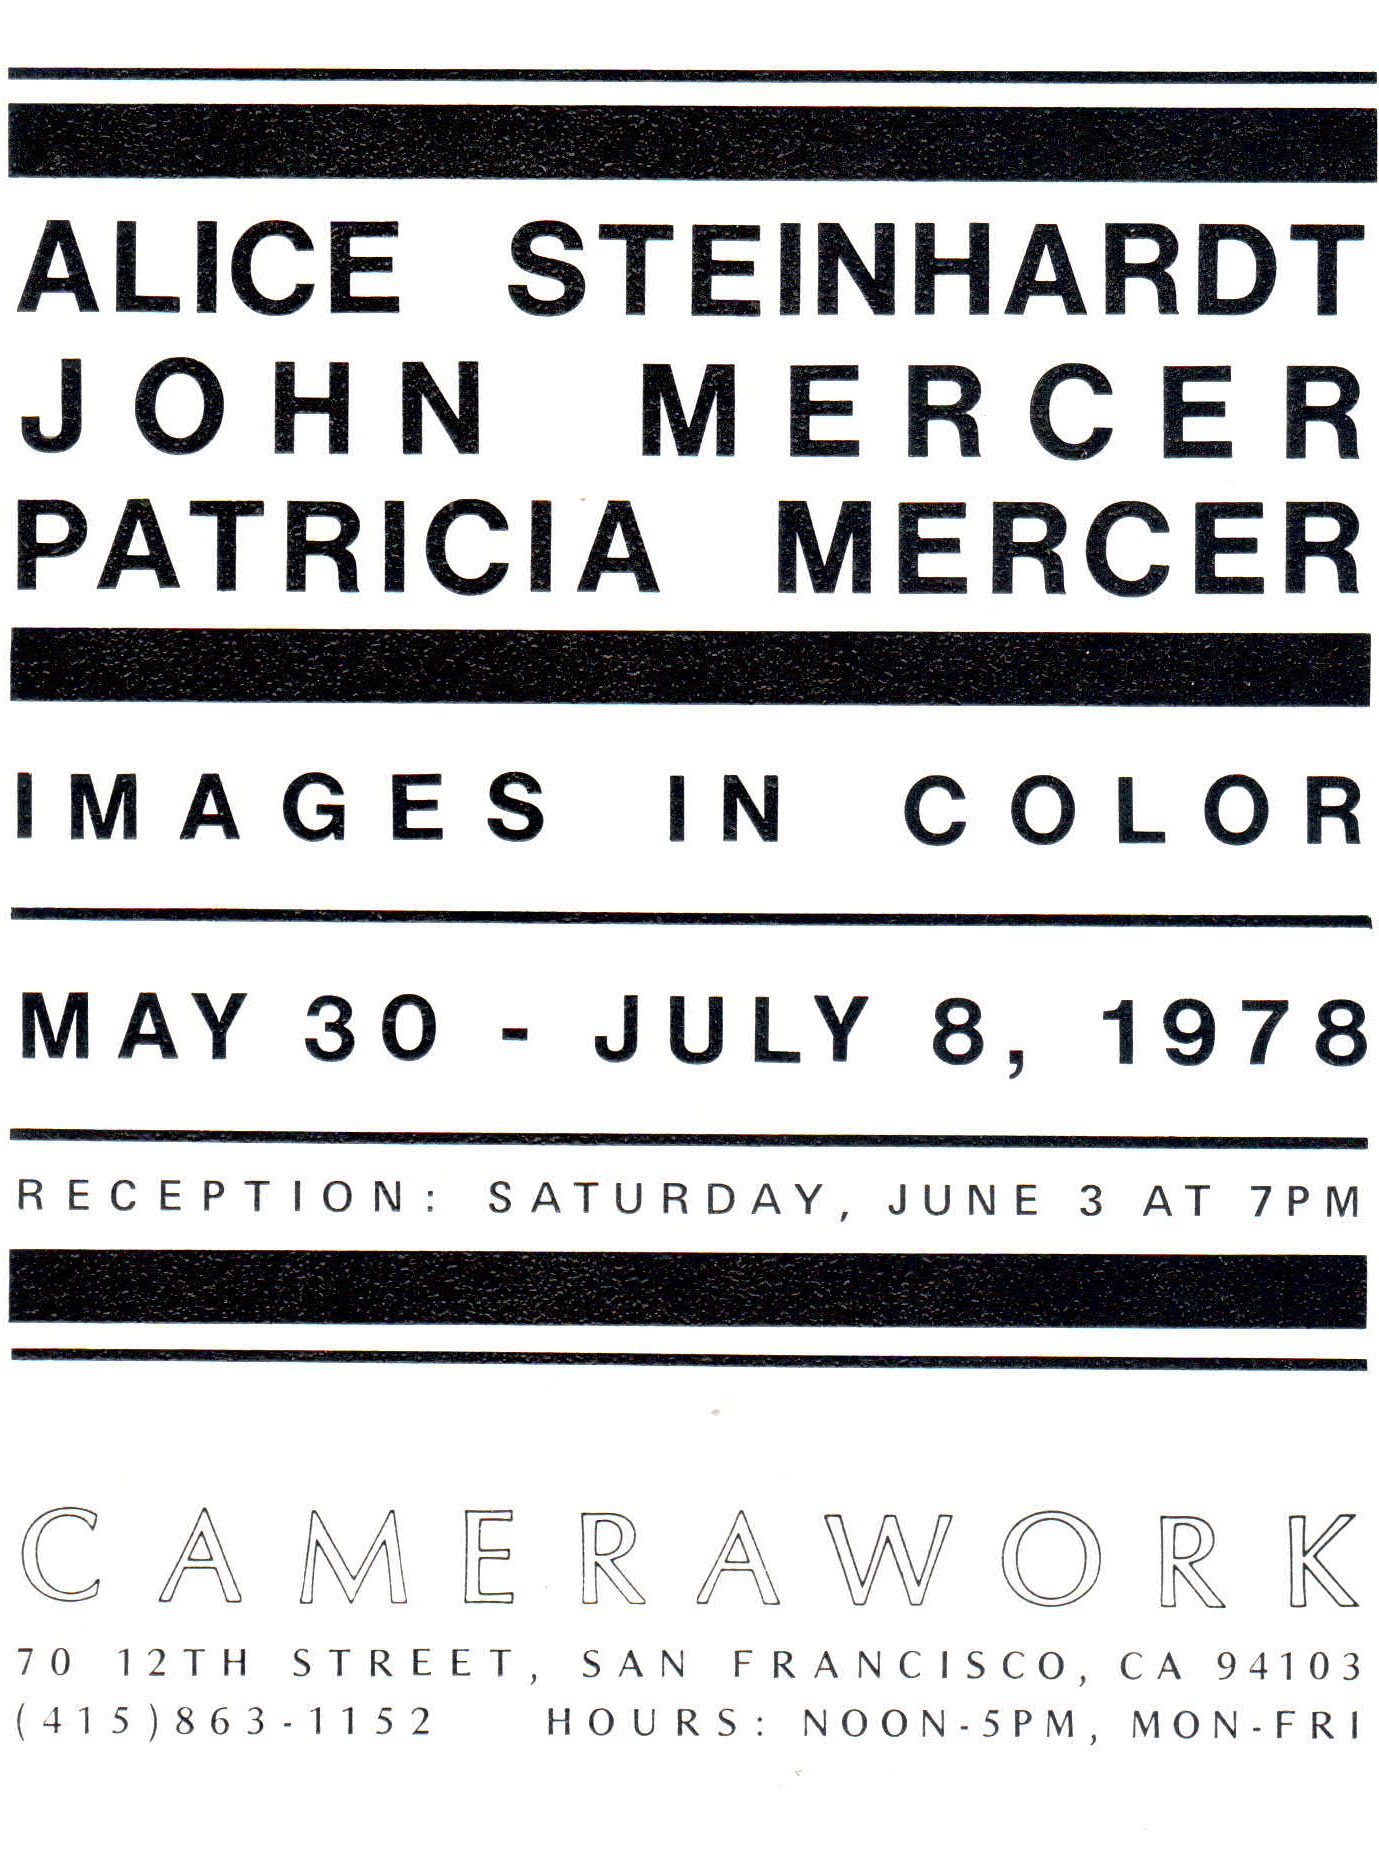 ALICE STEINHARDT
JOHN MERCER
PATRICIA MERCER
IMAGES IN COLOR
MAY 30 - JULY 8, 1978
RECEPTION: SATURDAY, JUNE 3 AT 7PM
CAMERAWORK
70 12TH STREET, SAN FRANCISCO, CA 94103
(415)863-1152 HOURS: NOON-5PM, MON-FRI